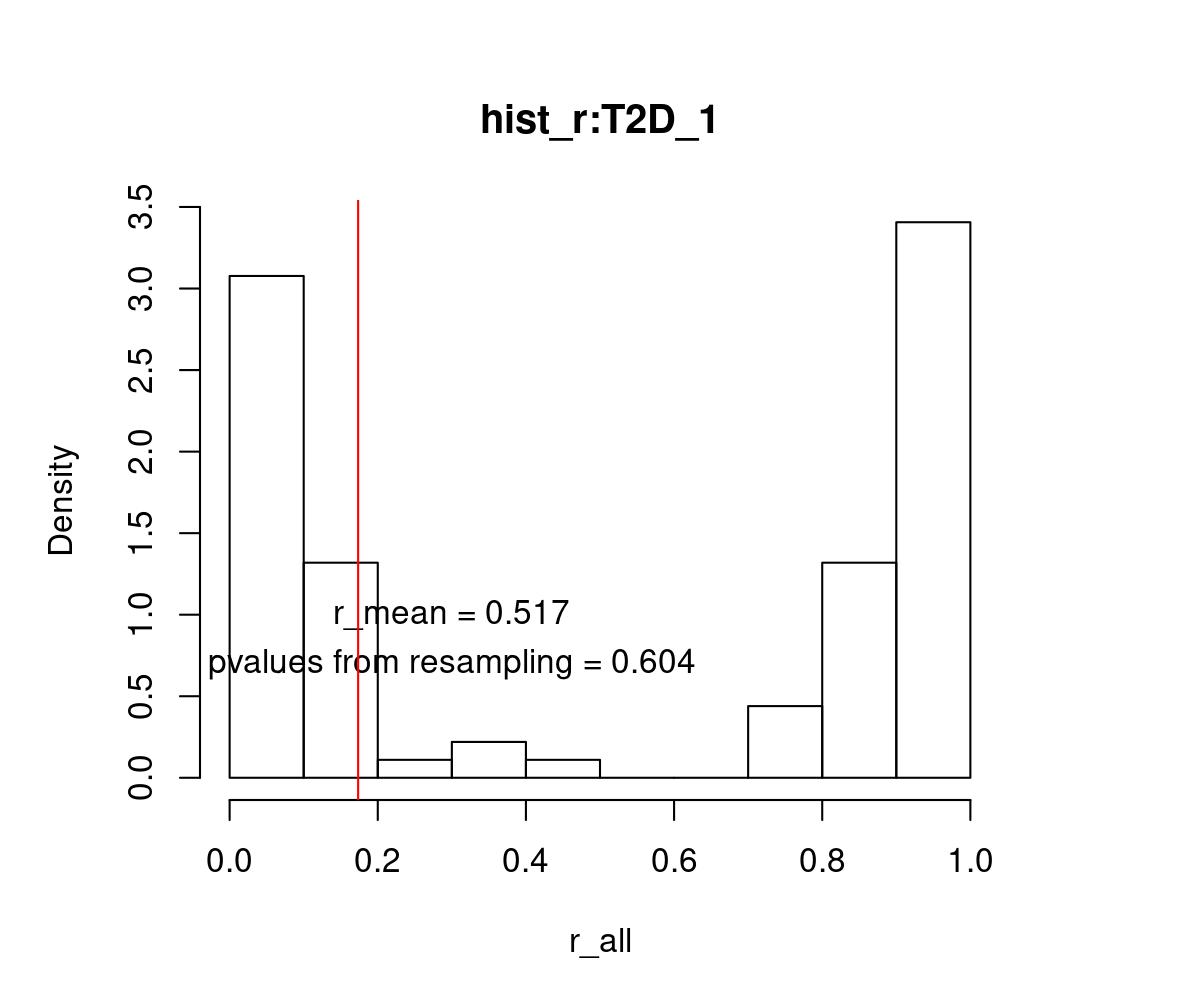 hist_r:T2D_1
3.5
3.0
2.5
2.0
1.5
1.0
0.5
0.0
Density
r_mean = 0.517
pvalues from resampling = 0.604
0.0 0.2 0.4 0.6 0.8 1.0
r_all